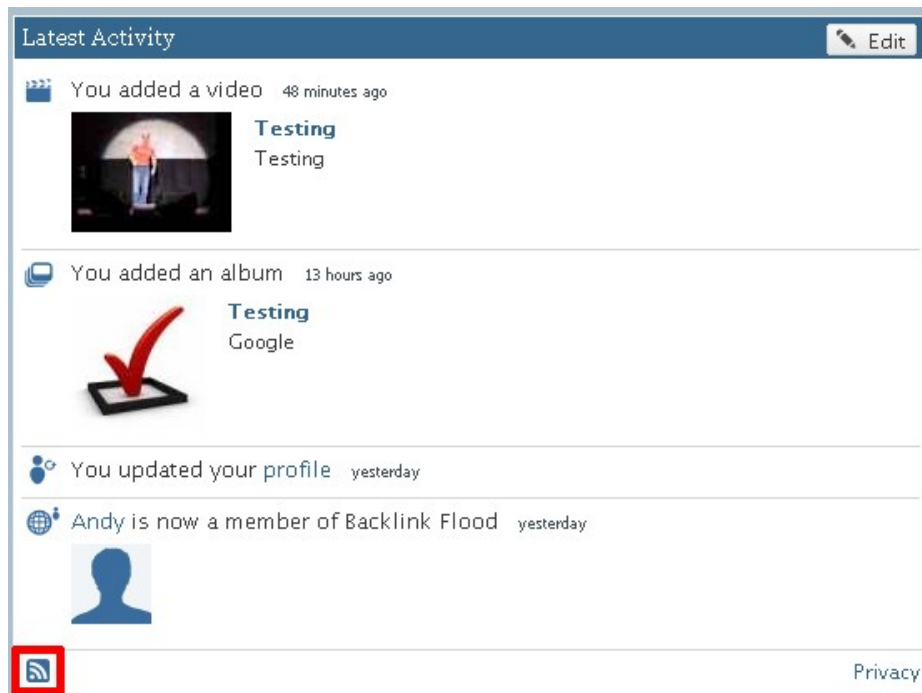 Latest Activity Edit
You added a video 48 minutes ago
Testing
Testing
You added an album 13 hours ago
Testing
Google
You updated your profile yesterday
Andy is now a member of Backlink Flood yesterday
Privacy